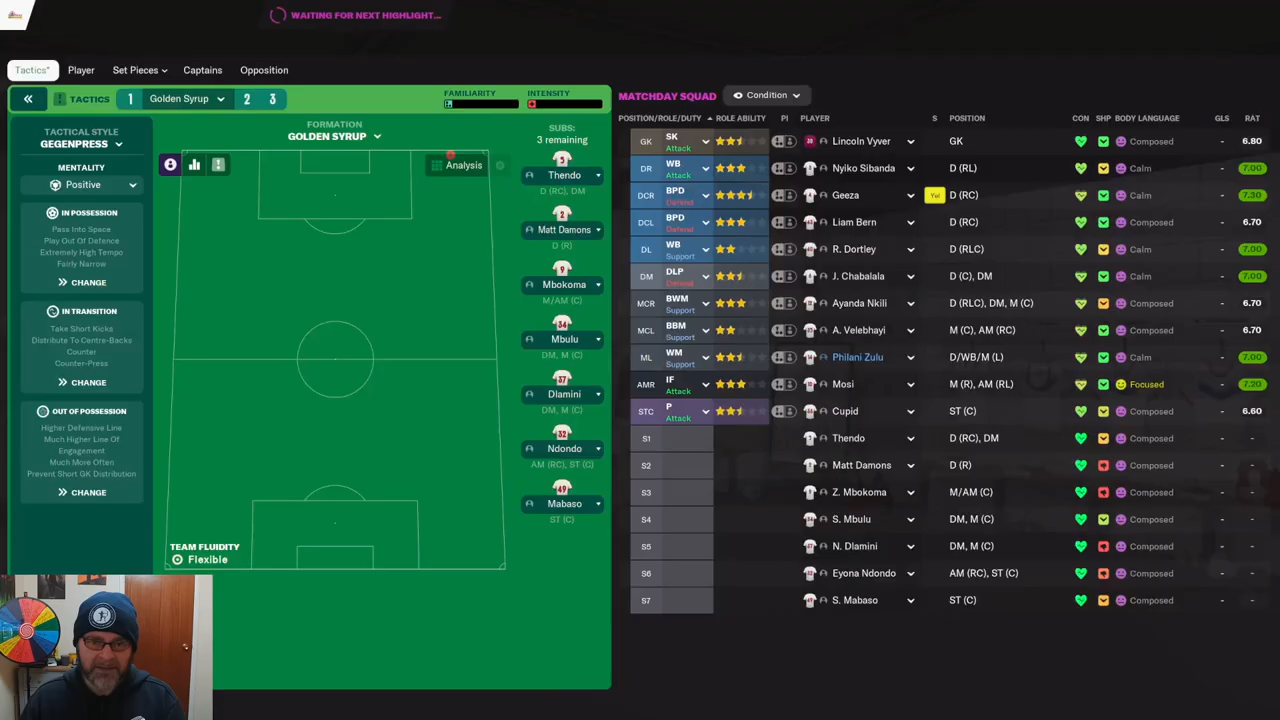 WAITING FOR NEXT HIGHLIGHT...
Tactics* Player Set Pieces Captains Opposition
TACTICS 1 Golden Syrup 2 3 FAMILIARITY INTENSITY
TACTICAL STYLE
GEGENPRESS
MENTALITY
Positive
IN POSSESSION
Pass Into Space
Play Out Of Defence
Extremely High Tempo
Fairly Narrow
CHANGE
IN TRANSITION
Take Short Kicks
Distribute To Centre-Backs
Counter
Counter-Press
CHANGE
OUT OF POSSESSION
Higher Defensive Line
Much Higher Line Of
Engagement
Much More Often
Prevent Short GK Distribution
CHANGE
FORMATION
GOLDEN SYRUP
Analysis
TEAM FLUIDITY
Flexible
SUBS:
3 remaining
Thendo
D (RC), DM
2
Matt Damons
D (R)
9
Mbokoma
M/AM (C)
34
Mbulu
DM, M (C)
37
Dlamini
DM, M (C)
32
Ndondo
AM (RC), ST (C)
49
Mabaso
ST (C)
MATCHDAY SQUAD Condition
POSITION/ROLE/DUTY ROLE ABILITY PI PLAYER S POSITION CON SHP BODY LANGUAGE GLS RAT
GK SK Attack Lincoln Vyver GK Composed - 6.80
DR WB Attack Nyiko Sibanda D (RL) Calm - 7.00
DCR BPD Defend Geeza Yel D (RC) Calm - 7.30
DCL BPD Defend Liam Bern D (RC) Composed - 6.70
DL WB Support R. Dortley D (RLC) Calm - 7.00
DM DLP Defend J. Chabalala D (C), DM Calm - 7.00
MCR BWM Support Ayanda Nkili D (RLC), DM, M (C) Composed - 6.70
MCL BBM Support A. Velebhayi M (C), AM (RC) Composed - 6.70
ML WM Support Philani Zulu D/WB/M (L) Calm - 7.00
AMR IF Attack Mosi M (R), AM (RL) Focused - 7.20
STC P Attack Cupid ST (C) Composed - 6.60
S1 Thendo D (RC), DM Composed - -
S2 Matt Damons D (R) Composed - -
S3 Z. Mbokoma M/AM (C) Composed - -
S4 S. Mbulu DM, M (C) Composed - -
S5 N. Dlamini DM, M (C) Composed - -
S6 Eyona Ndondo AM (RC), ST (C) Composed - -
S7 S. Mabaso ST (C) Composed - -